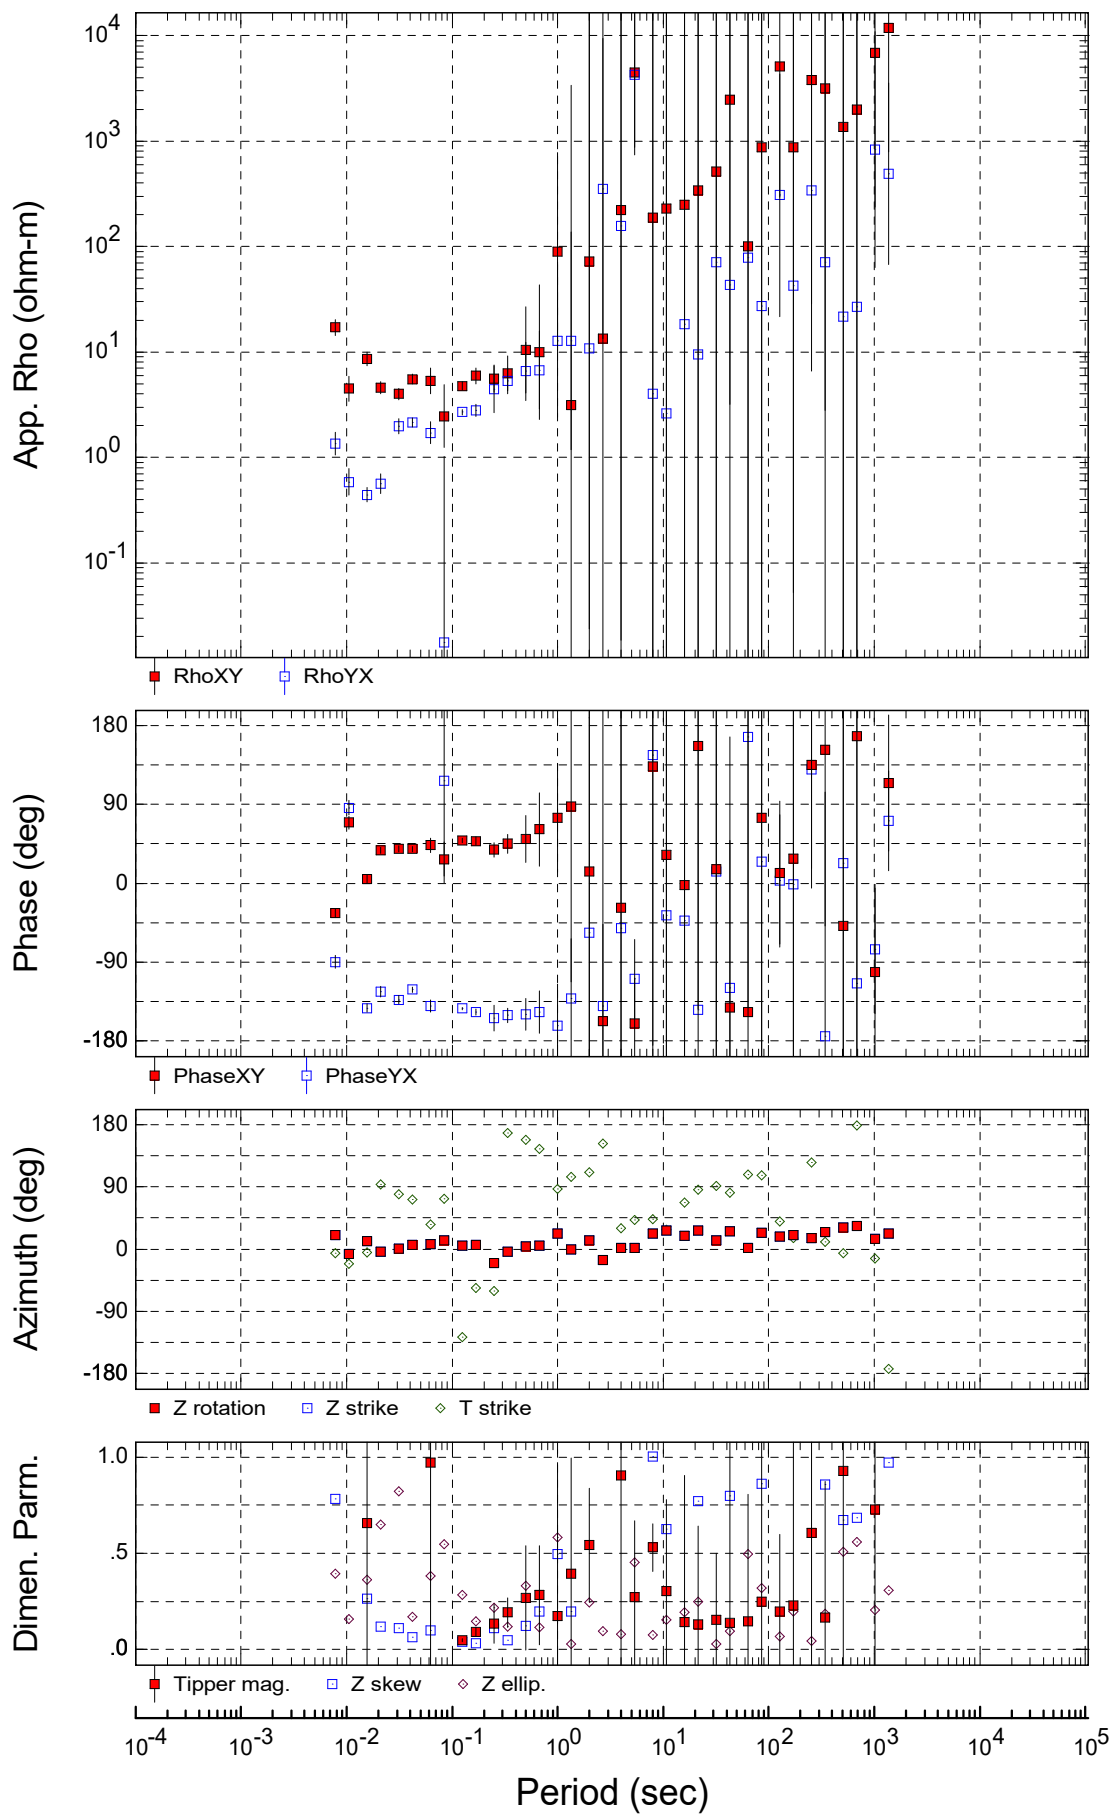 App. Rho (ohm-m)
10^4
10^3
10^2
10^1
10^0
10^-1
RhoXY RhoYX
Phase (deg)
180
90
0
-90
-180
PhaseXY PhaseYX
Azimuth (deg)
180
90
0
-90
-180
Z rotation Z strike T strike
Dimen. Parm.
1.0
.5
.0
Tipper mag. Z skew Z ellip.
10^-4 10^-3 10^-2 10^-1 10^0 10^1 10^2 10^3 10^4 10^5
Period (sec)